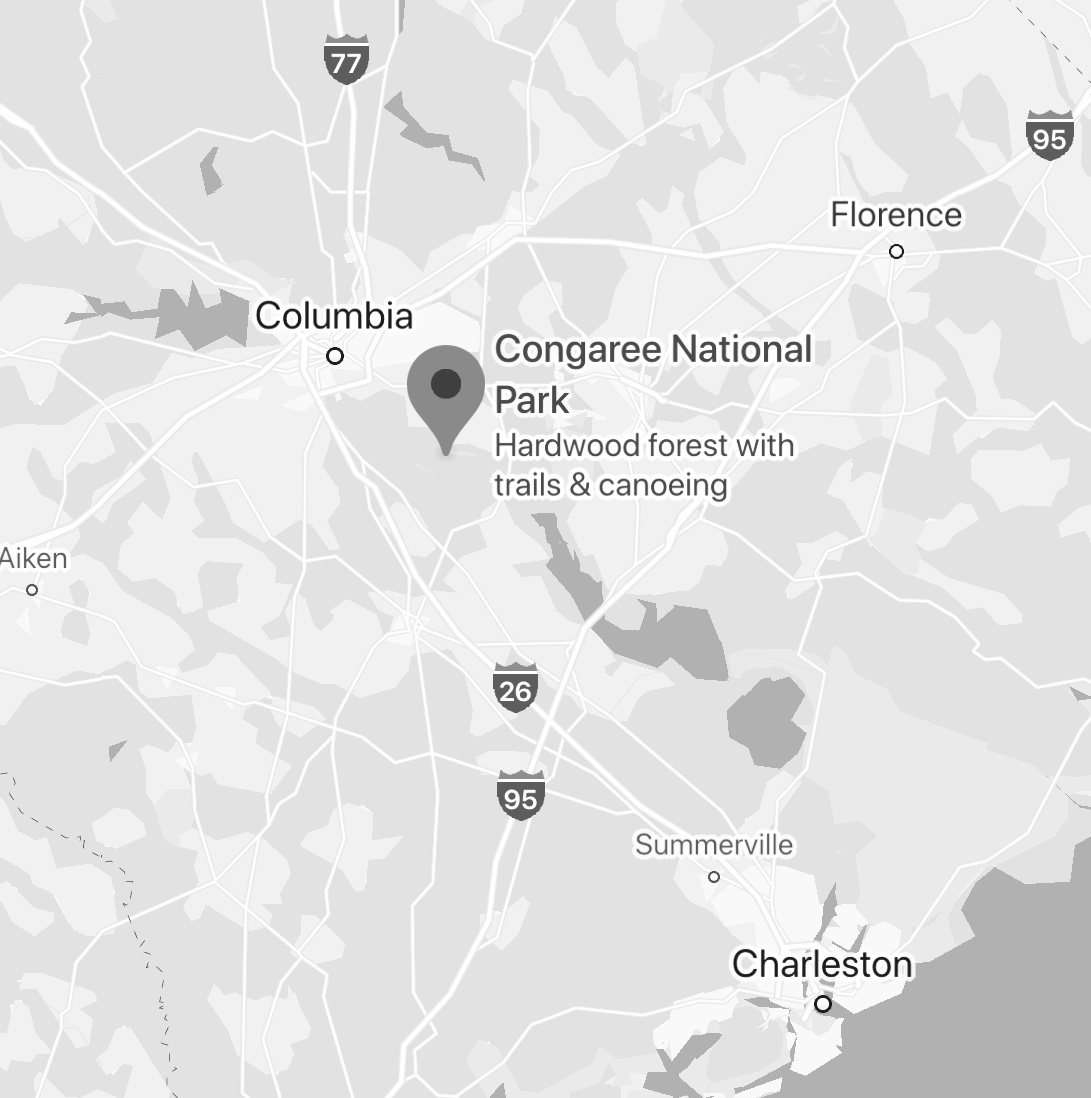 77
95
Florence
Columbia
Congaree National
Park
Hardwood forest with
trails & canoeing
Aiken
26
95
Summerville
Charleston